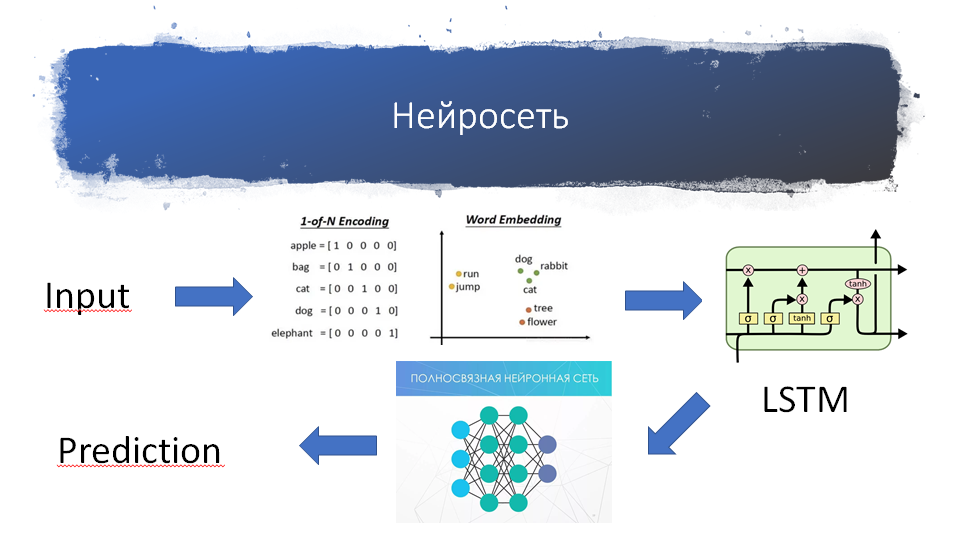 Нейросеть
1-of-N Encoding
apple = [ 1 0 0 0 0]
bag = [ 0 1 0 0 0]
cat = [ 0 0 1 0 0]
dog = [ 0 0 0 1 0]
elephant = [ 0 0 0 0 1]
Word Embedding
dog
rabbit
run
jump
cat
tree
flower
Input
x
+
tanh
x
x
σ
σ
tanh
σ
LSTM
ПОЛНОСВЯЗНАЯ НЕЙРОННАЯ СЕТЬ
Prediction